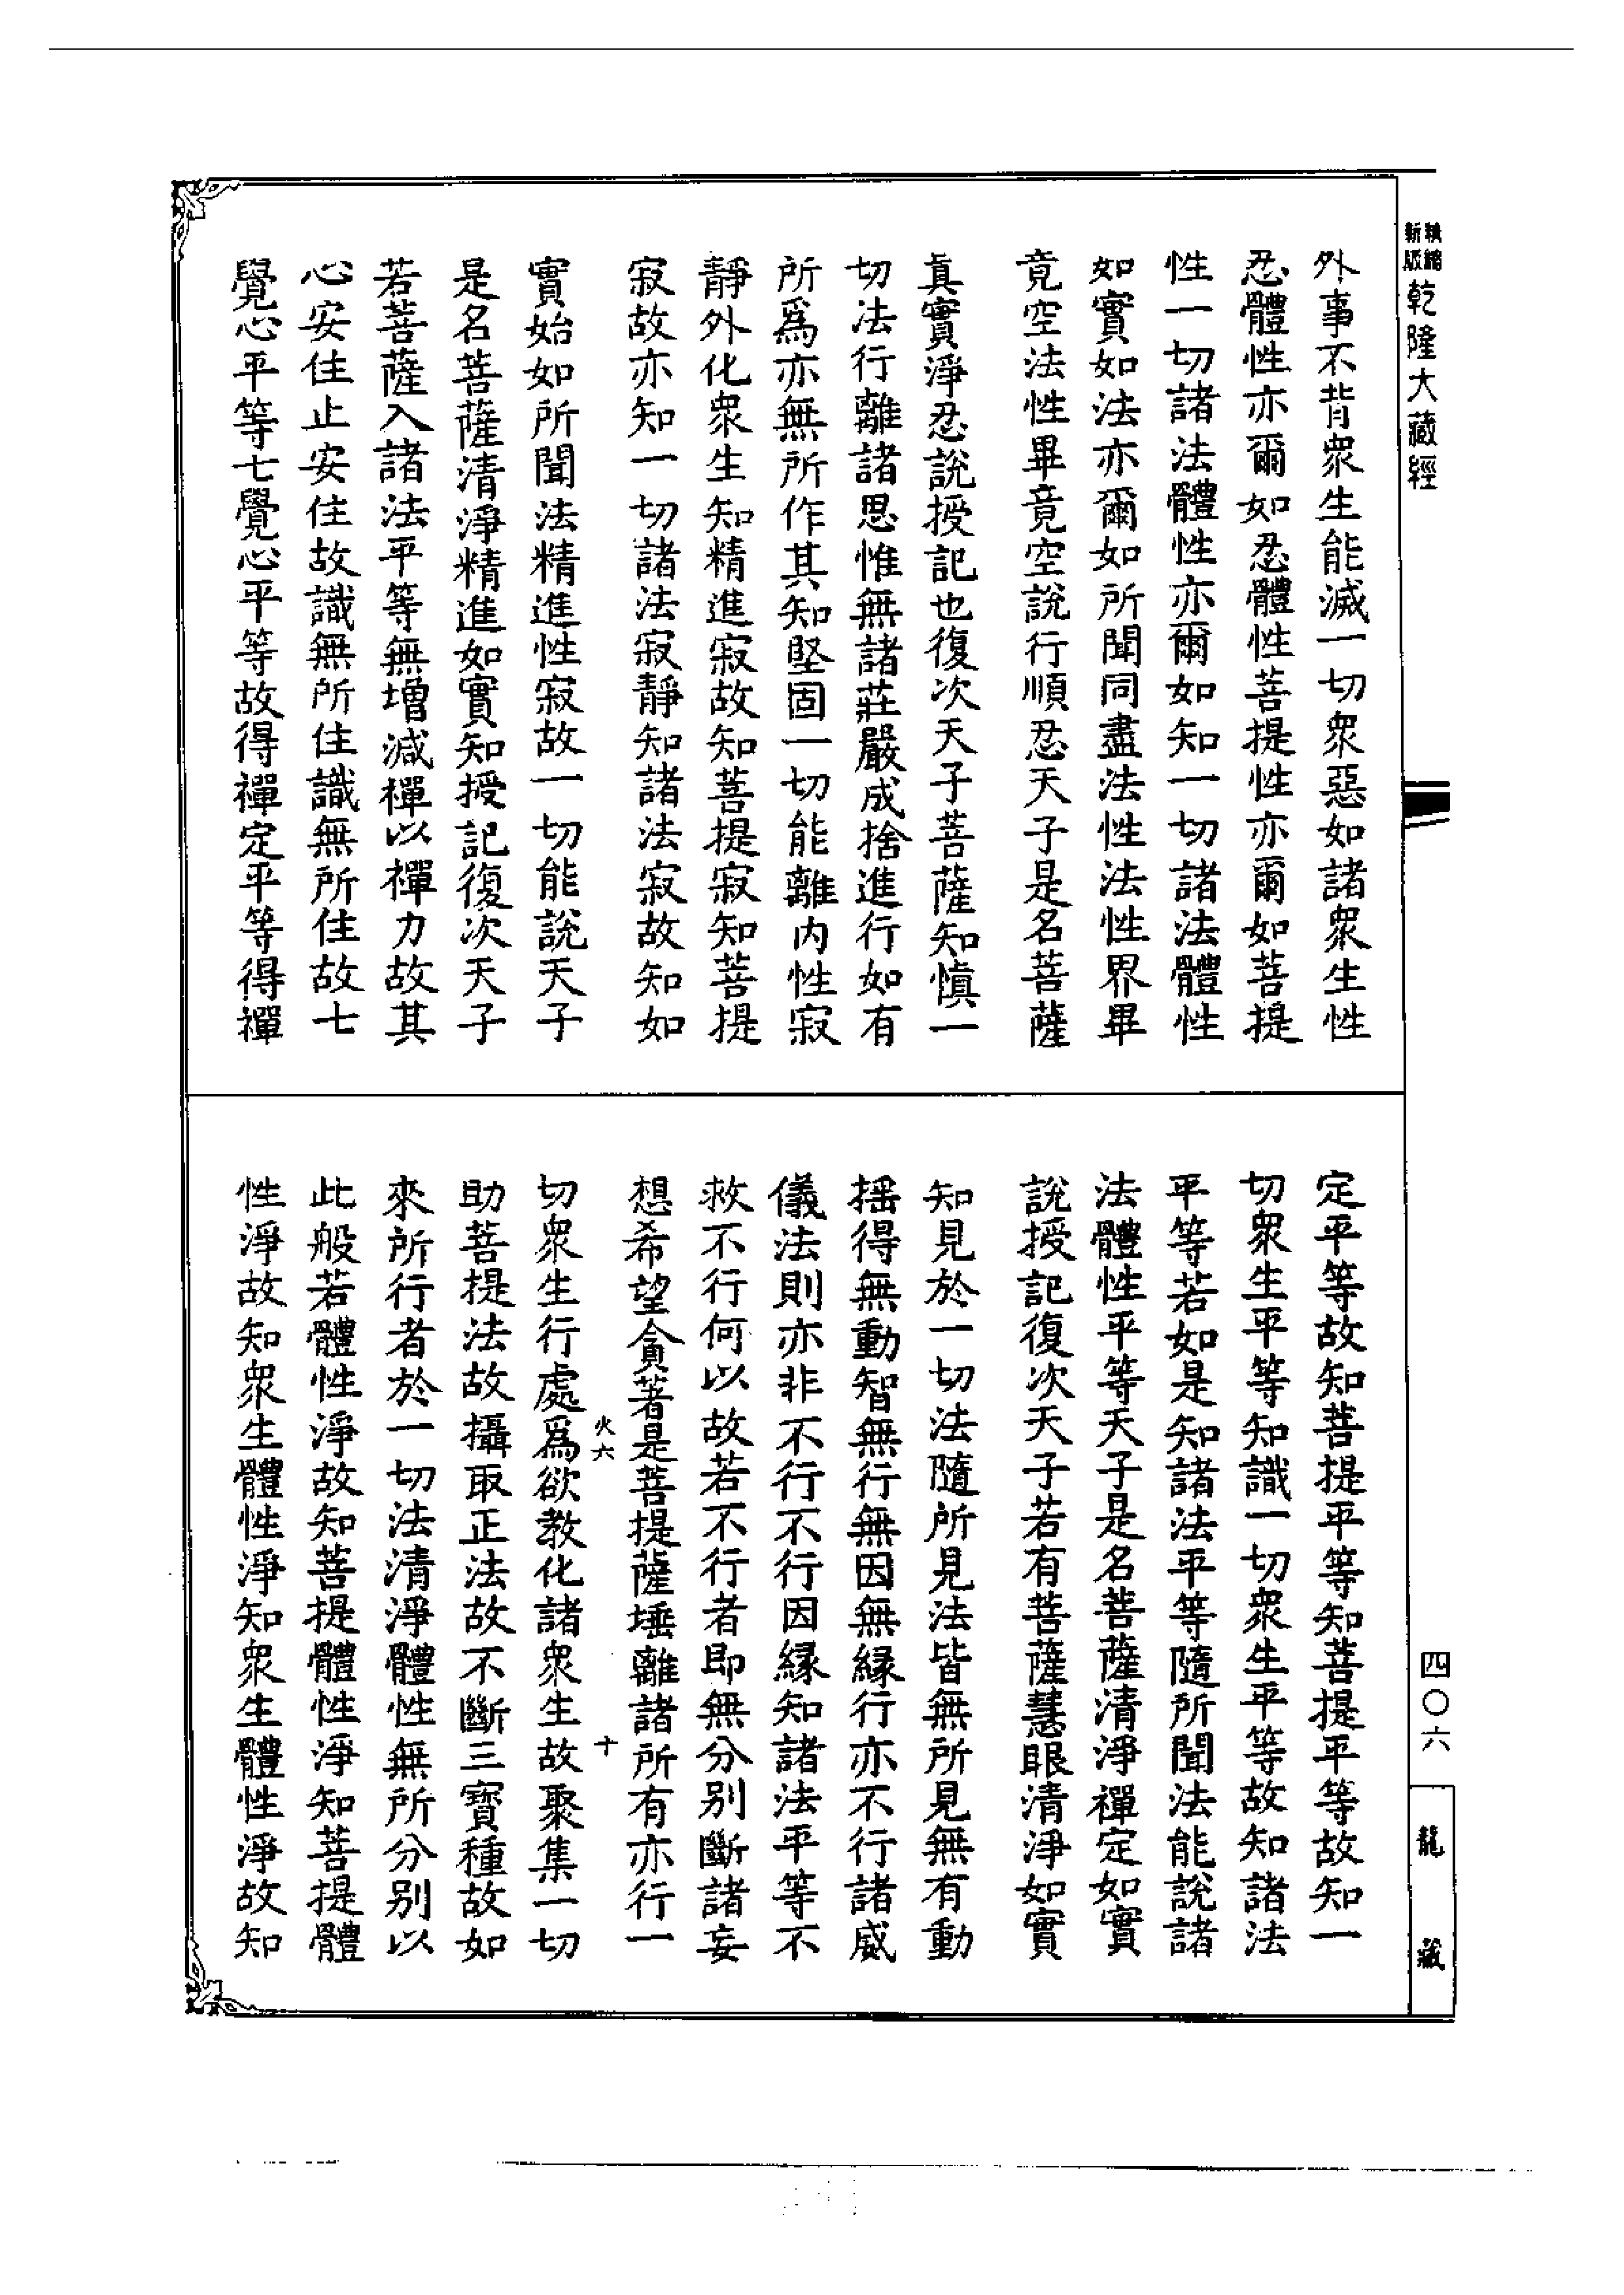 新版精縮乾隆大藏經
外事不背衆生能滅一切衆惡如諸衆生性
忍體性亦爾如忍體性菩提性亦爾如菩提
性一切諸法體性亦爾如知一切諸法體性
如實如法亦爾如所聞同盡法性法性界畢
竟空法性畢竟空說行順忍天子是名菩薩
眞實淨忍說授記也復次天子菩薩知慎一
切法行離諸思惟無諸莊嚴成捨進行如有
所爲亦無所作其知堅固一切能離内性寂
靜外化衆生知精進寂故知菩提寂知菩提
寂故亦知一切諸法寂靜知諸法寂故知如
實始如所聞法精進性寂故一切能說天子
是名菩薩清淨精進如實知授記復次天子
若菩薩入諸法平等無增減禪以禪力故其
心安住止安住故識無所住識無所住故七
覺心平等七覺心平等故得禪定平等得禪
定平等故知菩提平等知菩提平等故知一
切衆生平等知識一切衆生平等故知諸法
平等若如是知諸法平等隨所聞法能說諸
法體性平等天子是名菩薩清淨禪定如實
說授記復次天子若有菩薩慧眼清淨如實
知見於一切法隨所見法皆無所見無有動
搖得無動智無行無因無緣行亦不行諸威
儀法則亦非不行不行因緣知諸法平等不
救不行何以故若不行者即無分别斷諸妄
想希望貪著是菩提薩埵離諸所有亦行一
火六 十
切衆生行處爲欲教化諸衆生故聚集一切
助菩提法故攝取正法故不斷三寶種故如
來所行者於一切法清淨體性無所分别以
此般若體性淨故知菩提體性淨知菩提體
性淨故知衆生體性淨知衆生體性淨故知
四〇六
龍藏